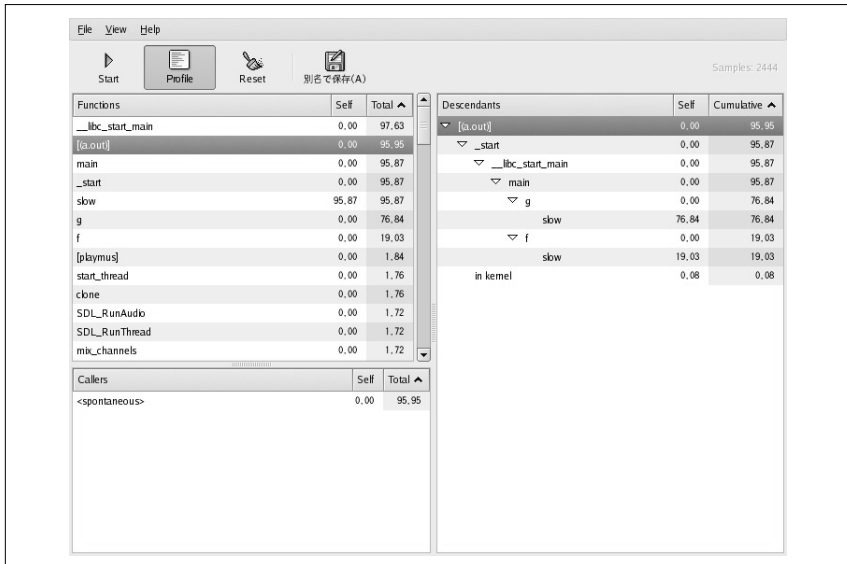 File View Help
Start Profile Reset 別名で保存(A)
Samples: 2444
Functions Self Total
__libc_start_main 0,00 97,63
[(a.out)] 0,00 95,95
main 0,00 95,87
_start 0,00 95,87
slow 95,87 95,87
g 0,00 76,84
f 0,00 19,03
[playmus] 0,00 1,84
start_thread 0,00 1,76
clone 0,00 1,76
SDL_RunAudio 0,00 1,72
SDL_RunThread 0,00 1,72
mix_channels 0,00 1,72
Callers Self Total
<spontaneous> 0,00 95,95
Descendants Self Cumulative
[(a.out)] 0,00 95,95
_start 0,00 95,87
__libc_start_main 0,00 95,87
main 0,00 95,87
g 0,00 76,84
slow 76,84 76,84
f 0,00 19,03
slow 19,03 19,03
in kernel 0,08 0,08